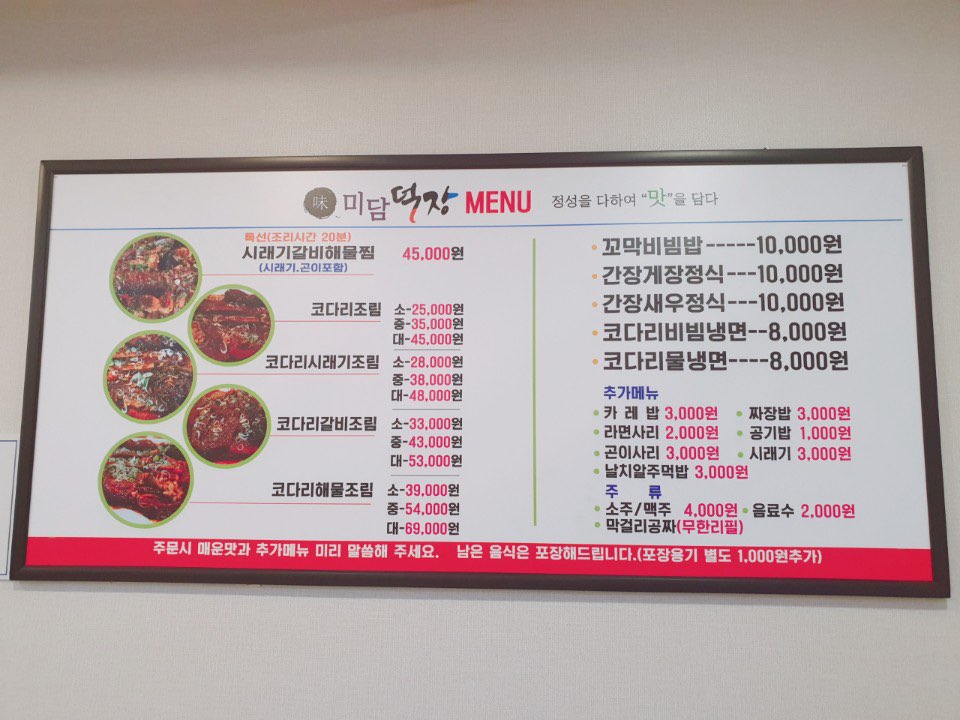 味 미담덕장 MENU 정성을 다하여 "맛"을 담다
특선(조리시간 20분)
시래기갈비해물찜 45,000원
(시래기.곤이포함)
코다리조림 소-25,000원
중-35,000원
대-45,000원
코다리시래기조림 소-28,000원
중-38,000원
대-48,000원
코다리갈비조림 소-33,000원
중-43,000원
대-53,000원
코다리해물조림 소-39,000원
중-54,000원
대-69,000원
꼬막비빔밥-----10,000원
간장게장정식---10,000원
간장새우정식---10,000원
코다리비빔냉면--8,000원
코다리물냉면----8,000원
추가메뉴
카 레 밥 3,000원 짜장밥 3,000원
라면사리 2,000원 공기밥 1,000원
곤이사리 3,000원 시래기 3,000원
날치알주먹밥 3,000원
주 류
소주/맥주 4,000원 음료수 2,000원
막걸리공짜(무한리필)
주문시 매운맛과 추가메뉴 미리 말씀해 주세요. 남은 음식은 포장해드립니다.(포장용기 별도 1,000원추가)